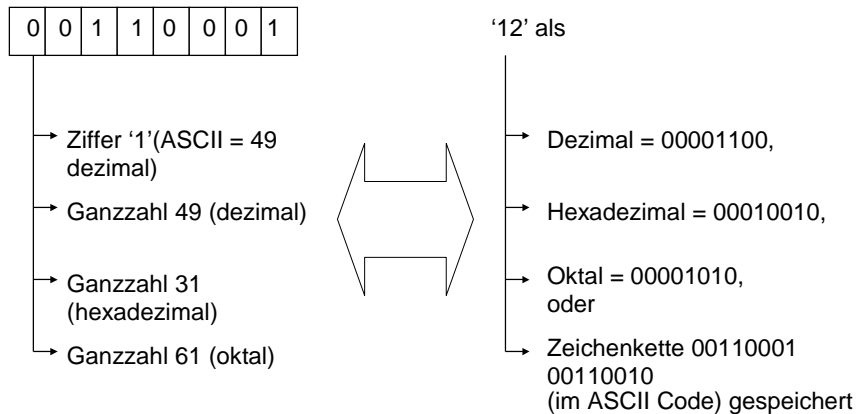 0 0 1 1 0 0 0 1
Ziffer ‘1’(ASCII = 49
dezimal)
Ganzzahl 49 (dezimal)
Ganzzahl 31
(hexadezimal)
Ganzzahl 61 (oktal)
‘12’ als
Dezimal = 00001100,
Hexadezimal = 00010010,
Oktal = 00001010,
oder
Zeichenkette 00110001
00110010
(im ASCII Code) gespeichert